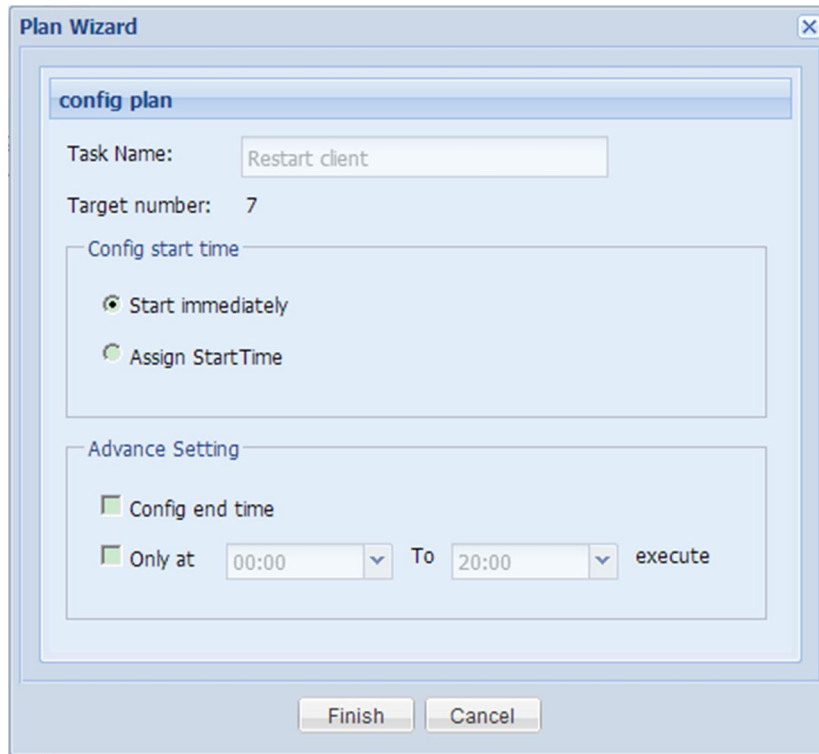 Plan Wizard
config plan
Task Name: Restart client
Target number: 7
Config start time
Start immediately
Assign StartTime
Advance Setting
Config end time
Only at 00:00 To 20:00 execute
Finish Cancel